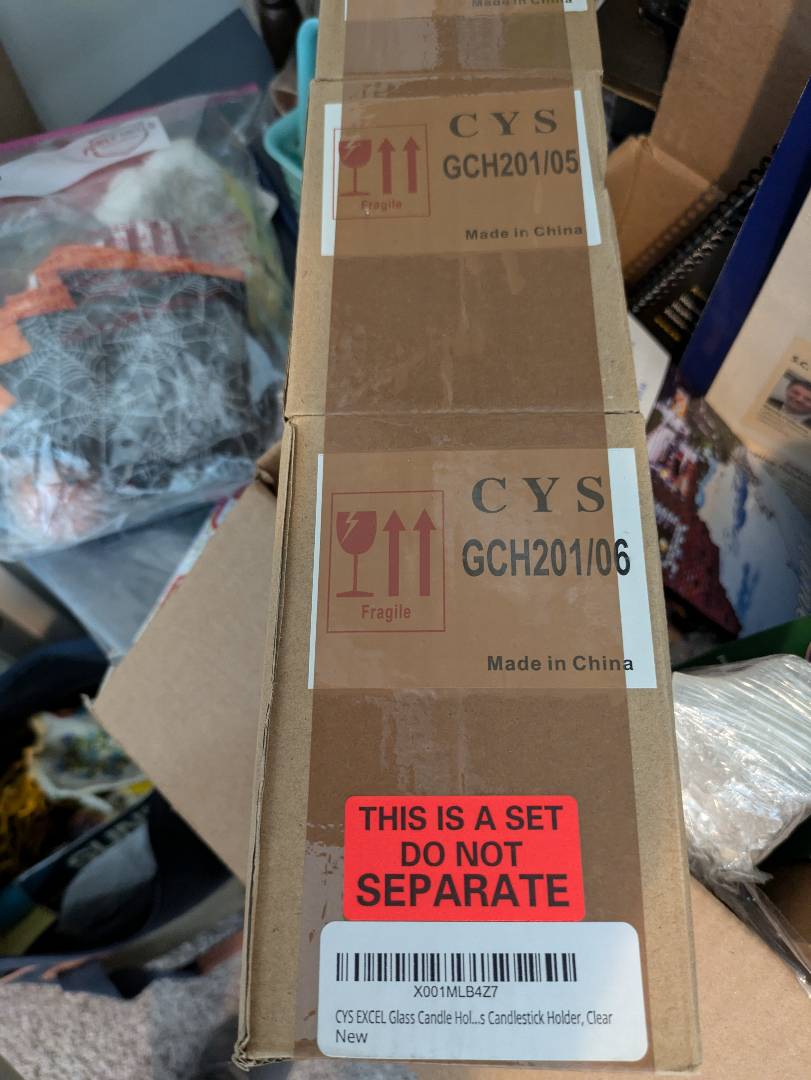 Made in China
CYS
GCH201/05
Fragile
Made in China
CYS
GCH201/06
Fragile
Made in China
THIS IS A SET
DO NOT
SEPARATE
X001MLB4Z7
CYS EXCEL Glass Candle Hol...s Candlestick Holder, Clear
New
S.C.